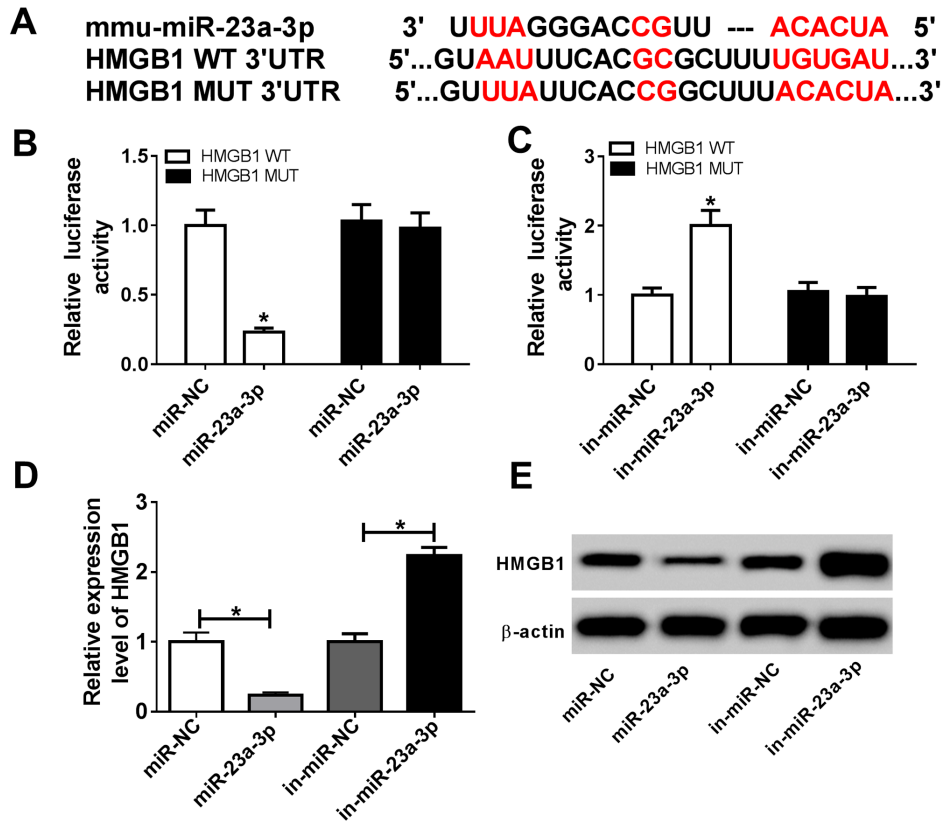 A
mmu-miR-23a-3p 3' UUUAGGGACCGUU --- ACACUA 5'
HMGB1 WT 3'UTR 5'...GUAAUUUCACGCGCUUUUGUGAU...3'
HMGB1 MUT 3'UTR 5'...GUUUAUUCACCGGCUUUACACUA...3'
B
HMGB1 WT
HMGB1 MUT
Relative luciferase
activity
1.5
1.0
0.5
0.0
*
miR-NC
miR-23a-3p
miR-NC
miR-23a-3p
C
HMGB1 WT
HMGB1 MUT
Relative luciferase
activity
3
2
1
0
*
in-miR-NC
in-miR-23a-3p
in-miR-NC
in-miR-23a-3p
D
Relative expression
level of HMGB1
3
2
1
0
*
*
miR-NC
miR-23a-3p
in-miR-NC
in-miR-23a-3p
E
HMGB1
β-actin
miR-NC
miR-23a-3p
in-miR-NC
in-miR-23a-3p